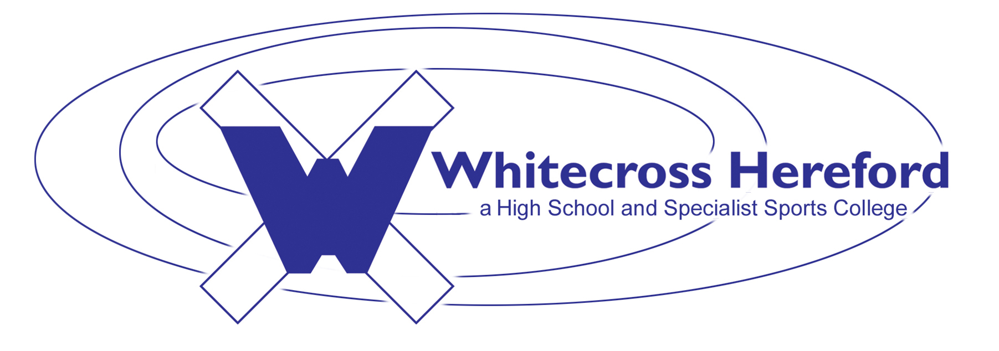 W
Whitecross Hereford
a High School and Specialist Sports College